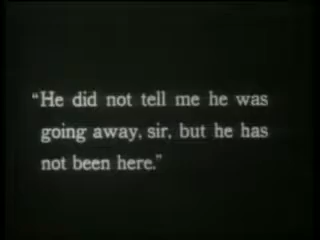 “He did not tell me he was
going away, sir, but he has
not been here.”